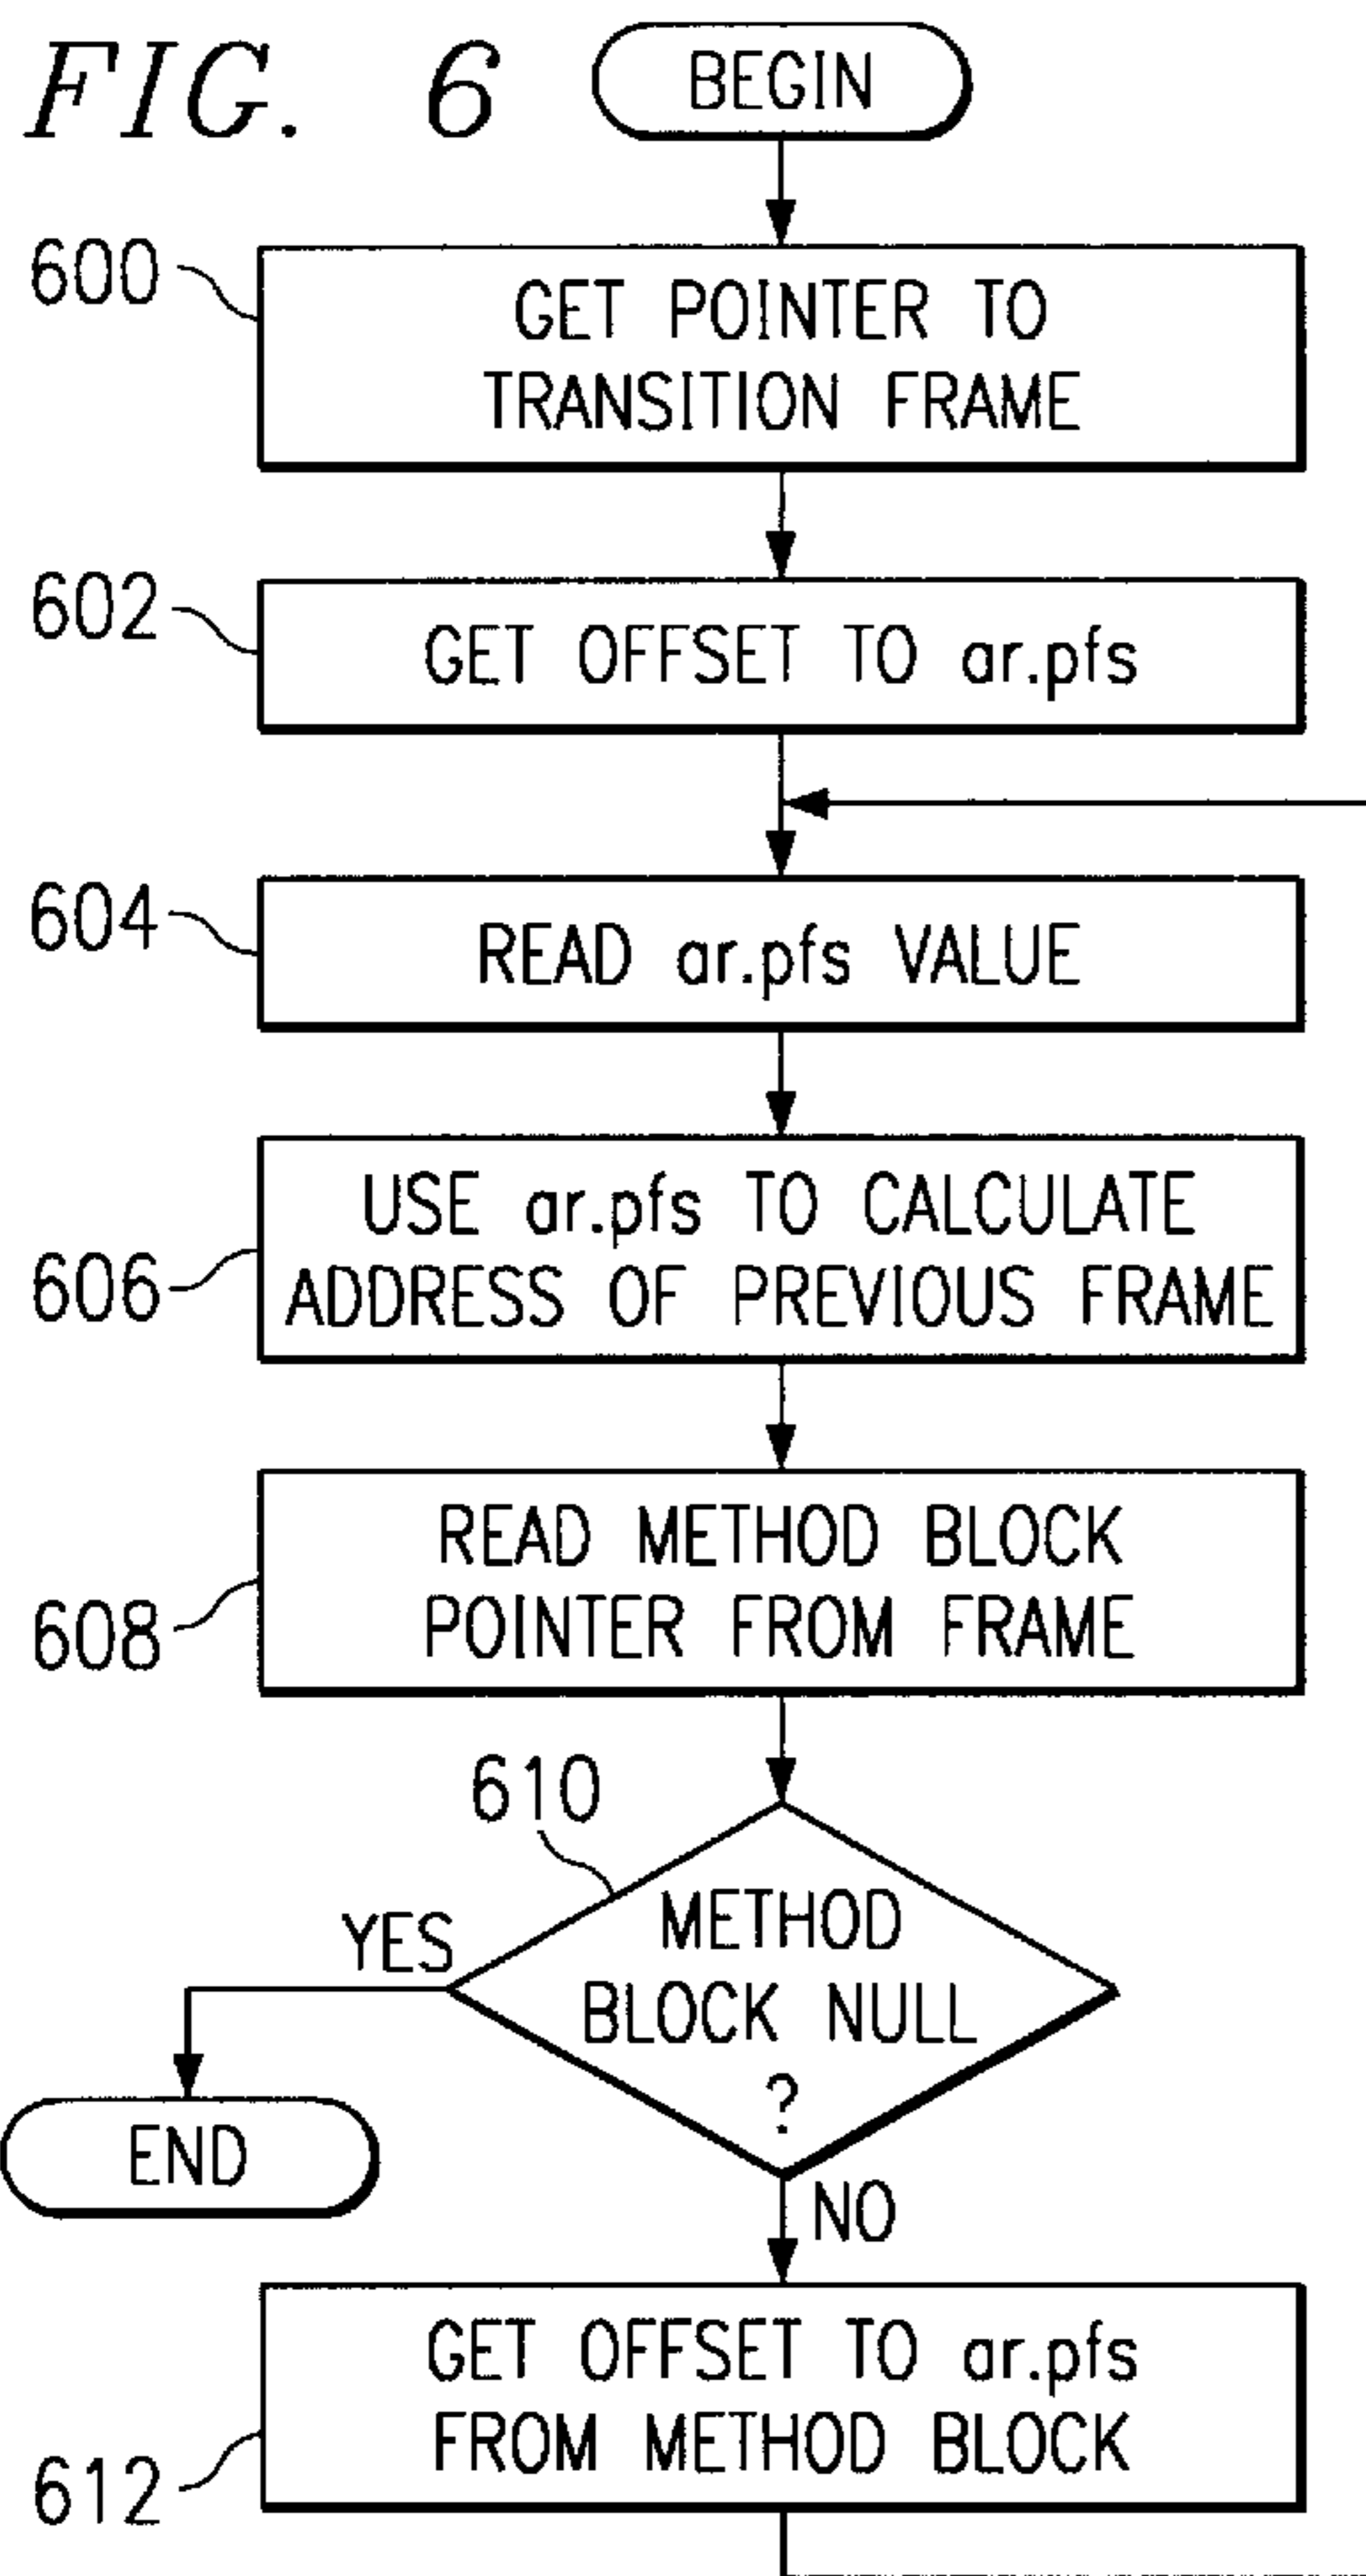 FIG. 6
BEGIN
600
GET POINTER TO
TRANSITION FRAME
602
GET OFFSET TO ar.pfs
604
READ ar.pfs VALUE
606
USE ar.pfs TO CALCULATE
ADDRESS OF PREVIOUS FRAME
608
READ METHOD BLOCK
POINTER FROM FRAME
610
METHOD
BLOCK NULL
?
YES
END
NO
612
GET OFFSET TO ar.pfs
FROM METHOD BLOCK